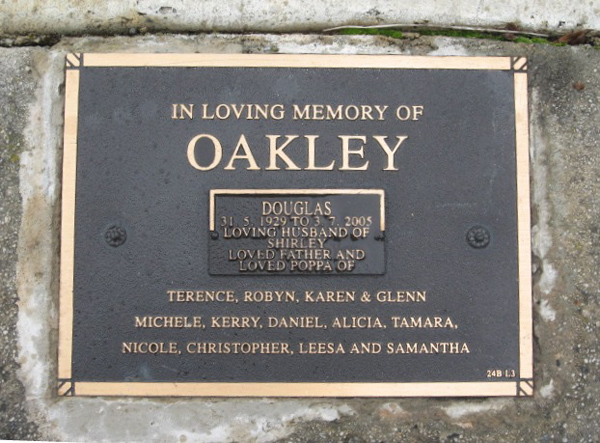 IN LOVING MEMORY OF
OAKLEY
DOUGLAS
31. 5. 1929 TO 3. 7. 2005
LOVING HUSBAND OF
SHIRLEY
LOVED FATHER AND
LOVED POPPA OF
TERENCE, ROBYN, KAREN & GLENN
MICHELE, KERRY, DANIEL, ALICIA, TAMARA,
NICOLE, CHRISTOPHER, LEESA AND SAMANTHA
24B L3